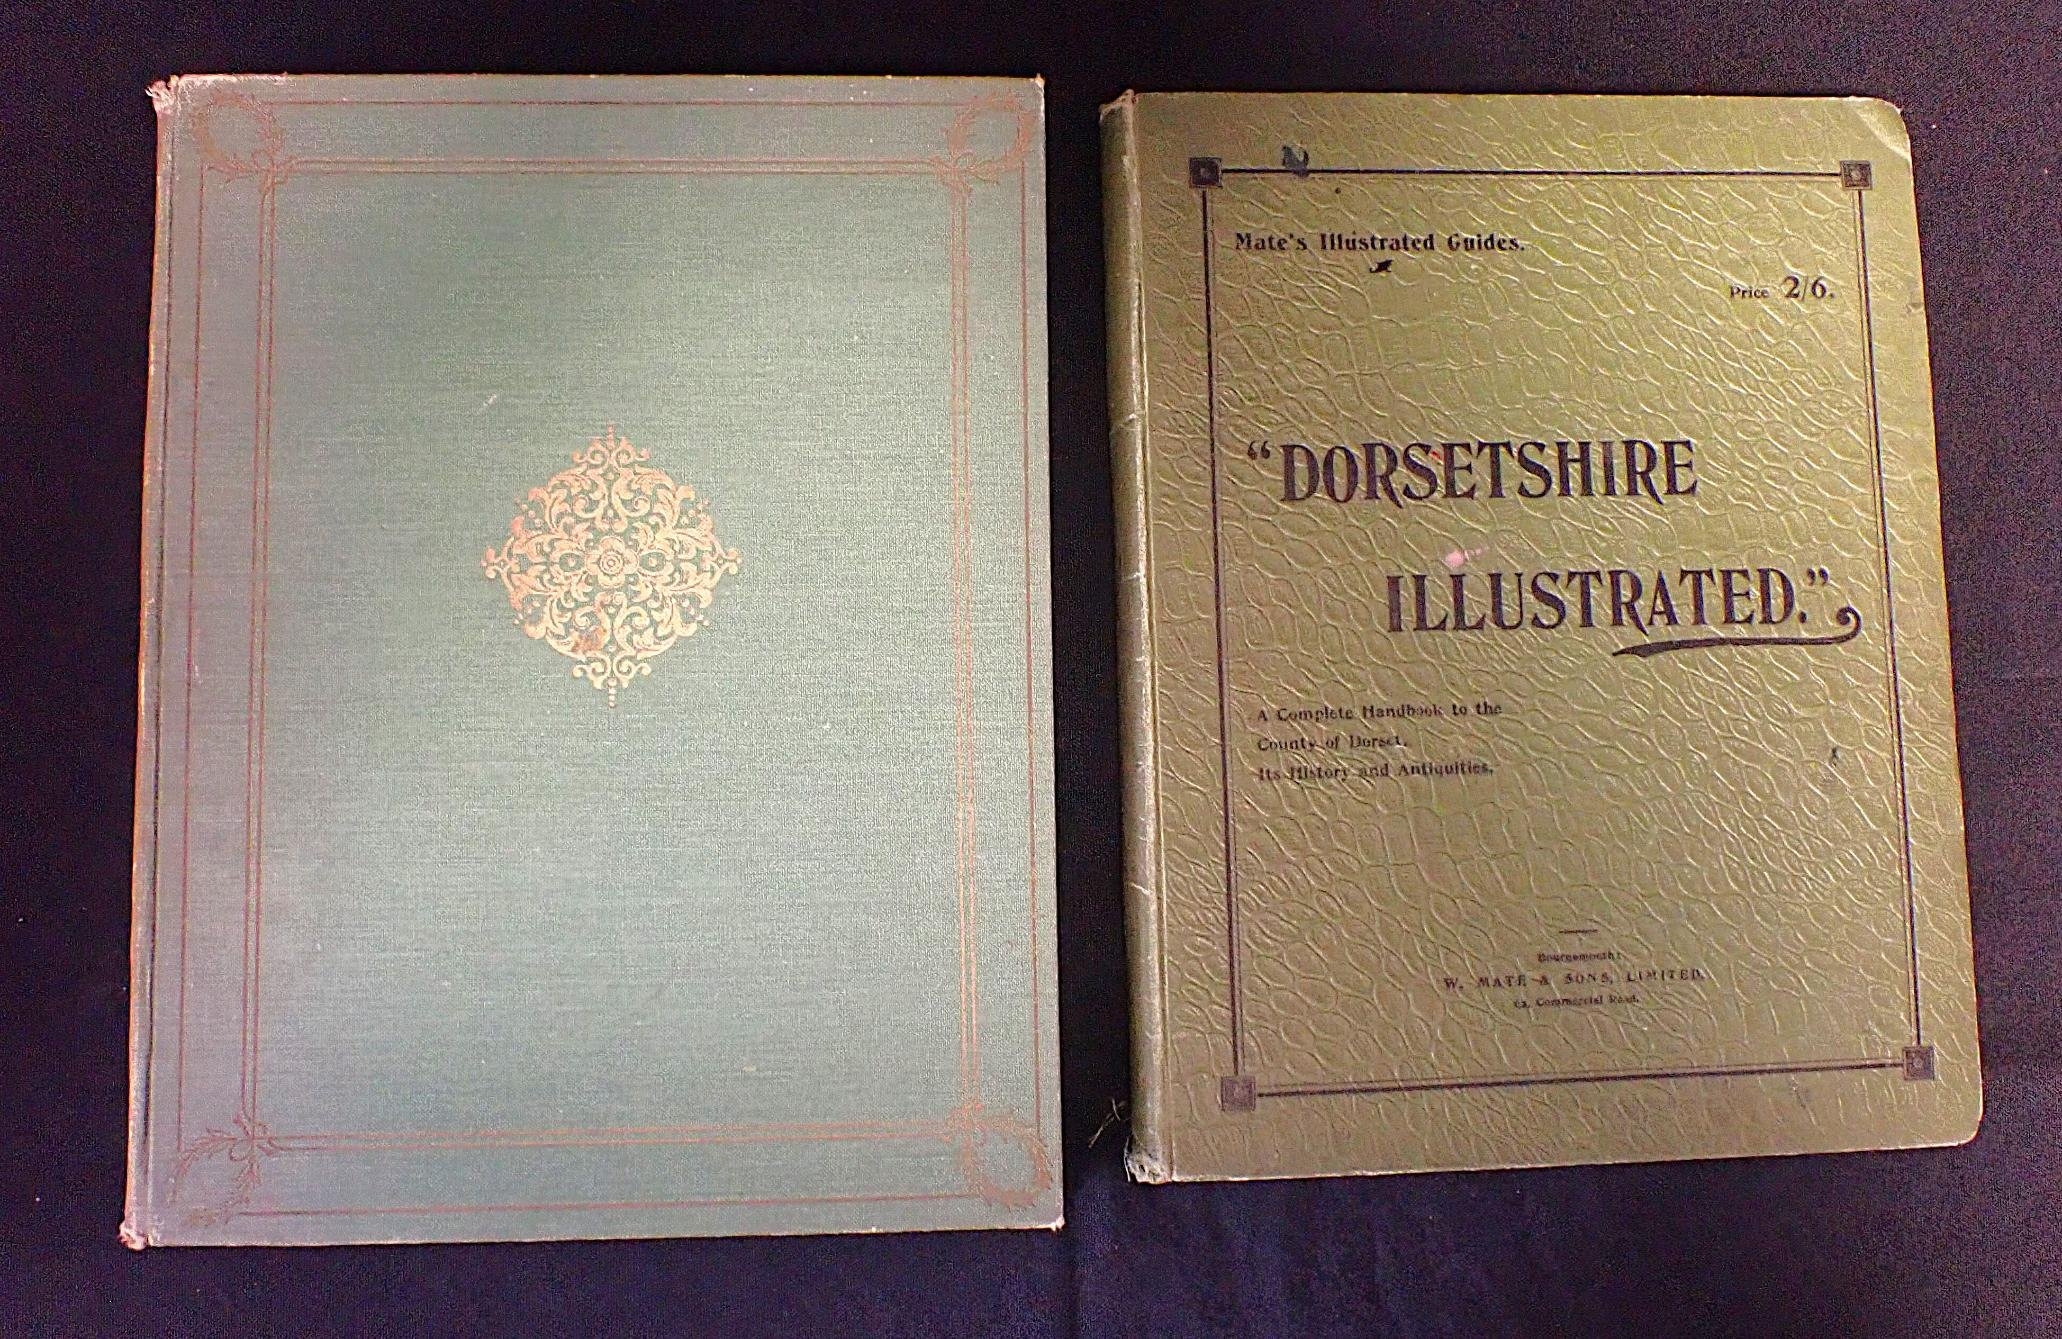 Mate's Illustrated Guides.
Price 2/6.
"DORSETSHIRE
ILLUSTRATED."
A Complete Handbook to the
County of Dorset,
Its History and Antiquities.
Bournemouth:
W. MATE & SONS, LIMITED.
62, Commercial Road.